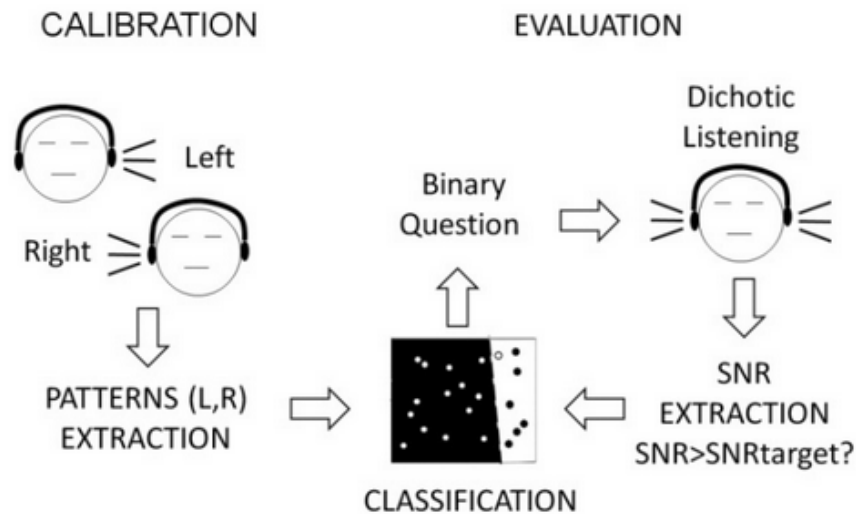 CALIBRATION
EVALUATION
Left
Right
PATTERNS (L,R)
EXTRACTION
Dichotic
Listening
Binary
Question
SNR
EXTRACTION
SNR>SNRtarget?
CLASSIFICATION